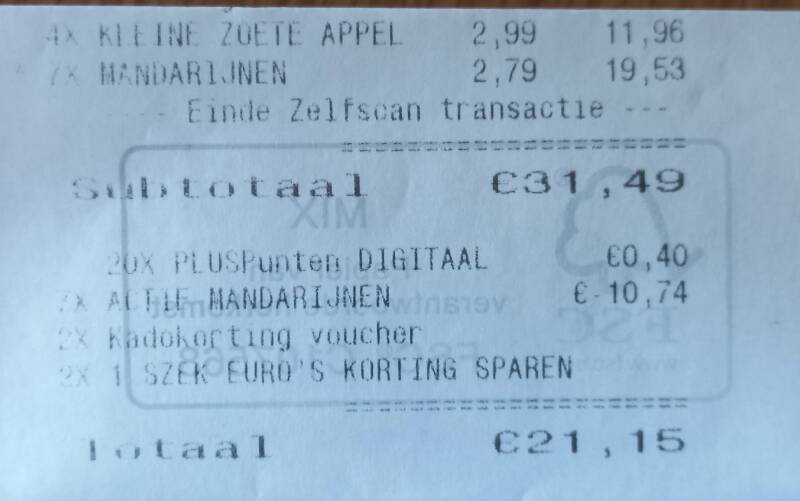 4X KLEINE ZOETE APPEL 2,99 11,96
7X MANDARIJNEN 2,79 19,53
--- Einde Zelfscan transactie ---
=====================
Subtotaal €31,49
20X PLUSPunten DIGITAAL €0,40
7X ACTIE MANDARIJNEN €-10,74
2X Kadokorting voucher
2X 1 SZEK EURO'S KORTING SPAREN
=====================
Totaal €21,15